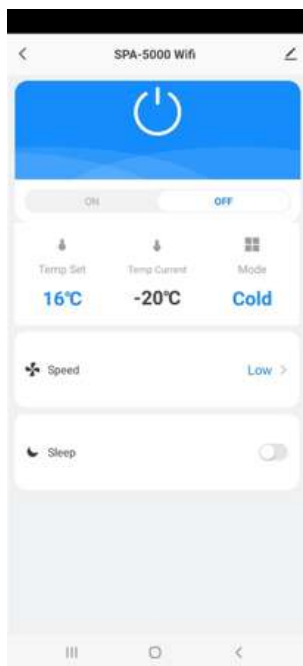 SPA-5000 Wifi
ON OFF
Temp Set Temp Current Mode
16°C -20°C Cold
Speed Low
Sleep